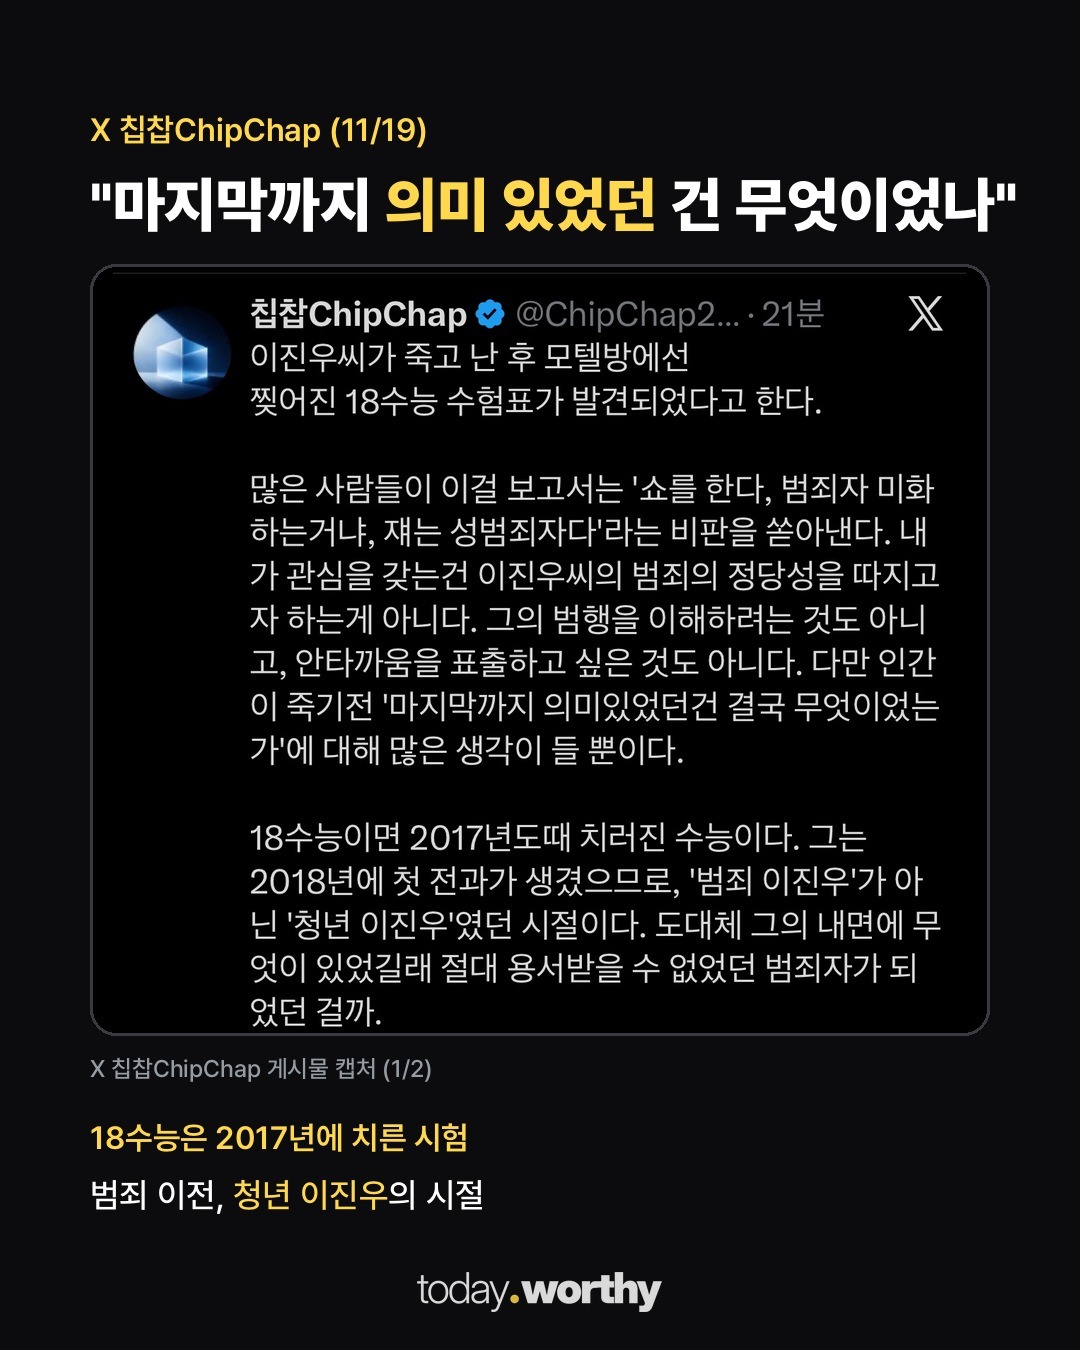 X 칩찹ChipChap (11/19)
"마지막까지 의미 있었던 건 무엇이었나"
칩찹ChipChap @ChipChap2... · 21분
이진우씨가 죽고 난 후 모텔방에선
찢어진 18수능 수험표가 발견되었다고 한다.
많은 사람들이 이걸 보고서는 '쇼를 한다, 범죄자 미화
하는거냐, 쟤는 성범죄자다'라는 비판을 쏟아낸다. 내
가 관심을 갖는건 이진우씨의 범죄의 정당성을 따지고
자 하는게 아니다. 그의 범행을 이해하려는 것도 아니
고, 안타까움을 표출하고 싶은 것도 아니다. 다만 인간
이 죽기전 '마지막까지 의미있었던건 결국 무엇이었는
가'에 대해 많은 생각이 들 뿐이다.
18수능이면 2017년도때 치러진 수능이다. 그는
2018년에 첫 전과가 생겼으므로, '범죄 이진우'가 아
닌 '청년 이진우'였던 시절이다. 도대체 그의 내면에 무
엇이 있었길래 절대 용서받을 수 없었던 범죄자가 되
었던 걸까.
X 칩찹ChipChap 게시물 캡처 (1/2)
18수능은 2017년에 치른 시험
범죄 이전, 청년 이진우의 시절
today.worthy